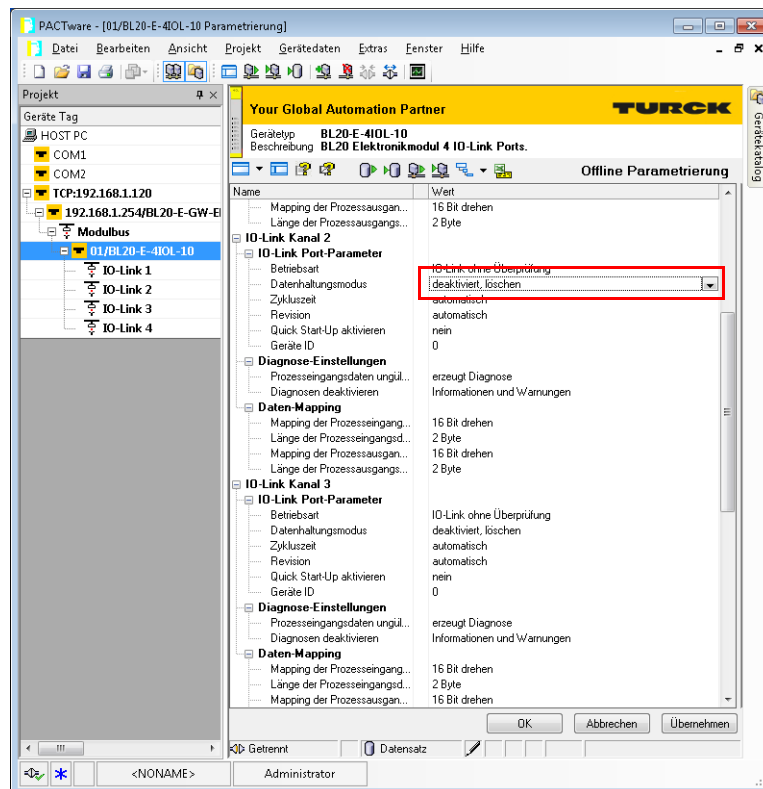 PACTware - [01/BL20-E-4IOL-10 Parametrierung]
Datei Bearbeiten Ansicht Projekt Gerätedaten Extras Fenster Hilfe
Projekt
Geräte Tag
HOST PC
COM1
COM2
TCP:192.168.1.120
192.168.1.254/BL20-E-GW-E
Modulbus
01/BL20-E-4IOL-10
IO-Link 1
IO-Link 2
IO-Link 3
IO-Link 4
Your Global Automation Partner
TURCK
Gerätetyp BL20-E-4IOL-10
Beschreibung BL20 Elektronikmodul 4 IO-Link Ports.
Offline Parametrierung
Gerätekatalog
Name Wert
Mapping der Prozessausgan... 16 Bit drehen
Länge der Prozessausgangs... 2 Byte
IO-Link Kanal 2
IO-Link Port-Parameter
Betriebsart IO-Link ohne Überprüfung
Datenhaltungsmodus deaktiviert, löschen
Zykluszeit automatisch
Revision automatisch
Quick Start-Up aktivieren nein
Geräte ID 0
Diagnose-Einstellungen
Prozesseingangsdaten ungül... erzeugt Diagnose
Diagnosen deaktivieren Informationen und Warnungen
Daten-Mapping
Mapping der Prozesseingang... 16 Bit drehen
Länge der Prozesseingangsd... 2 Byte
Mapping der Prozessausgan... 16 Bit drehen
Länge der Prozessausgangs... 2 Byte
IO-Link Kanal 3
IO-Link Port-Parameter
Betriebsart IO-Link ohne Überprüfung
Datenhaltungsmodus deaktiviert, löschen
Zykluszeit automatisch
Revision automatisch
Quick Start-Up aktivieren nein
Geräte ID 0
Diagnose-Einstellungen
Prozesseingangsdaten ungül... erzeugt Diagnose
Diagnosen deaktivieren Informationen und Warnungen
Daten-Mapping
Mapping der Prozesseingang... 16 Bit drehen
Länge der Prozesseingangsd... 2 Byte
Mapping der Prozessausgan... 16 Bit drehen
OK Abbrechen Übernehmen
Getrennt Datensatz
<NONAME> Administrator